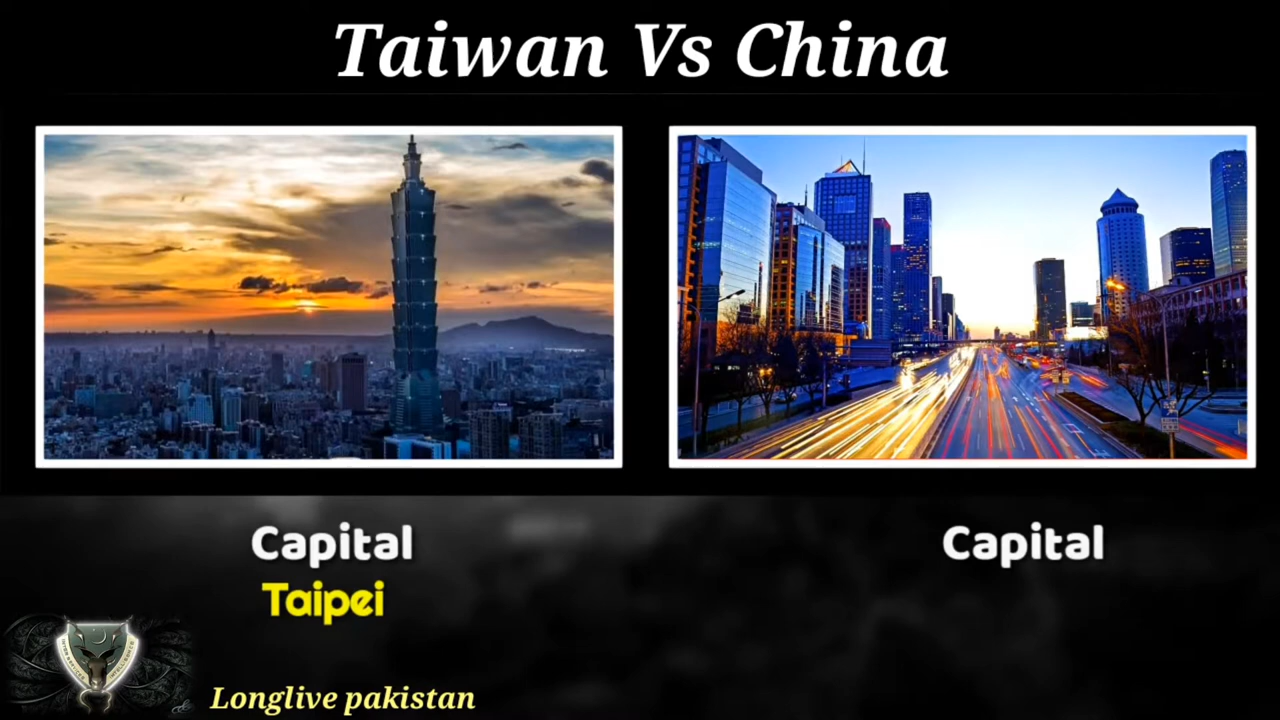 Taiwan Vs China
Capital
Capital
Taipei
Longlive pakistan